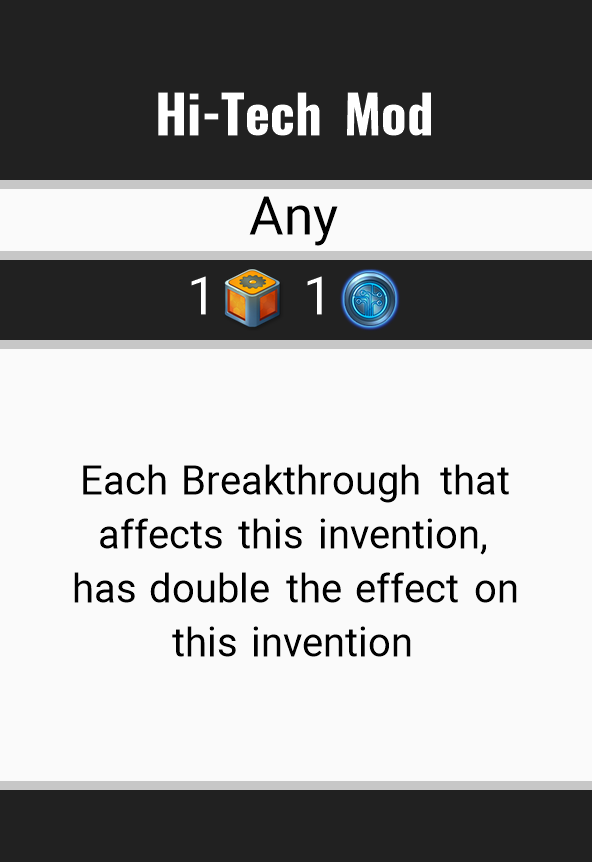 Hi-Tech Mod
Any
1 1
Each Breakthrough that
affects this invention,
has double the effect on
this invention